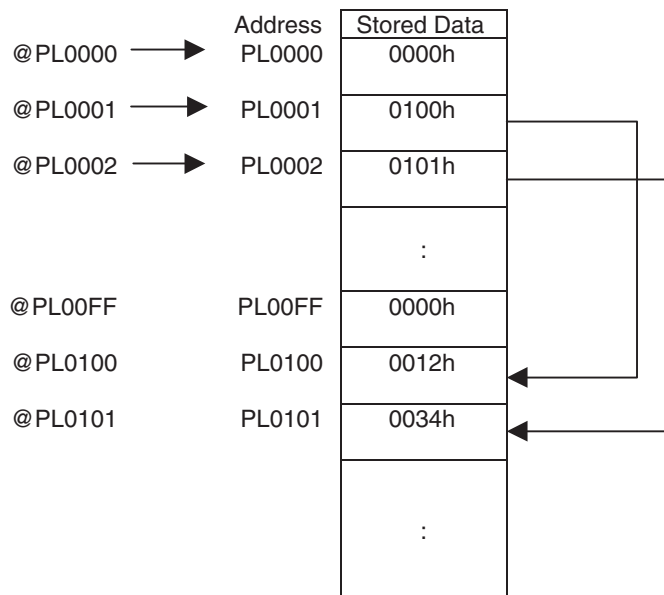 Address Stored Data
@PL0000 PL0000 0000h
@PL0001 PL0001 0100h
@PL0002 PL0002 0101h
:
@PL00FF PL00FF 0000h
@PL0100 PL0100 0012h
@PL0101 PL0101 0034h
: